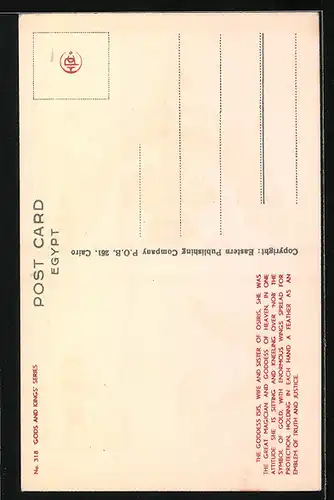 No. 318 'GODS AND KINGS' SERIES
POST CARD
EGYPT
Copyright: Eastern Publishing Company P.O.B. 261. Cairo
THE GODDESS ISIS, WIFE AND SISTER OF OSIRIS, SHE WAS
THE GREAT MAGICIAN AND GODDESS OF HEAVEN, IN ONE
ATTITUDE SHE IS SITTING AND KNEELING OVER 'NOB' THE
SYMBOL OF GOLD, WITH ENORMOUS WINGS SPREAD FOR
PROTECTION, HOLDING IN EACH HAND A FEATHER AS AN
EMBLEM OF TRUTH AND JUSTICE.